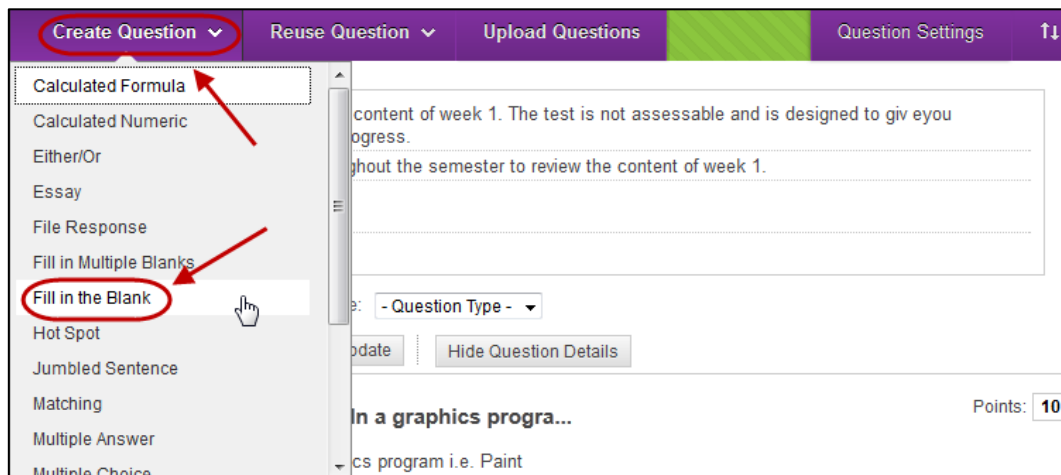 Create Question Reuse Question Upload Questions Question Settings
Calculated Formula
Calculated Numeric
Either/Or
Essay
File Response
Fill in Multiple Blanks
Fill in the Blank
Hot Spot
Jumbled Sentence
Matching
Multiple Answer
Multiple Choice
content of week 1. The test is not assessable and is designed to giv eyou
ogress.
ghout the semester to review the content of week 1.
e: - Question Type -
pdate Hide Question Details
In a graphics progra... Points: 10
cs program i.e. Paint